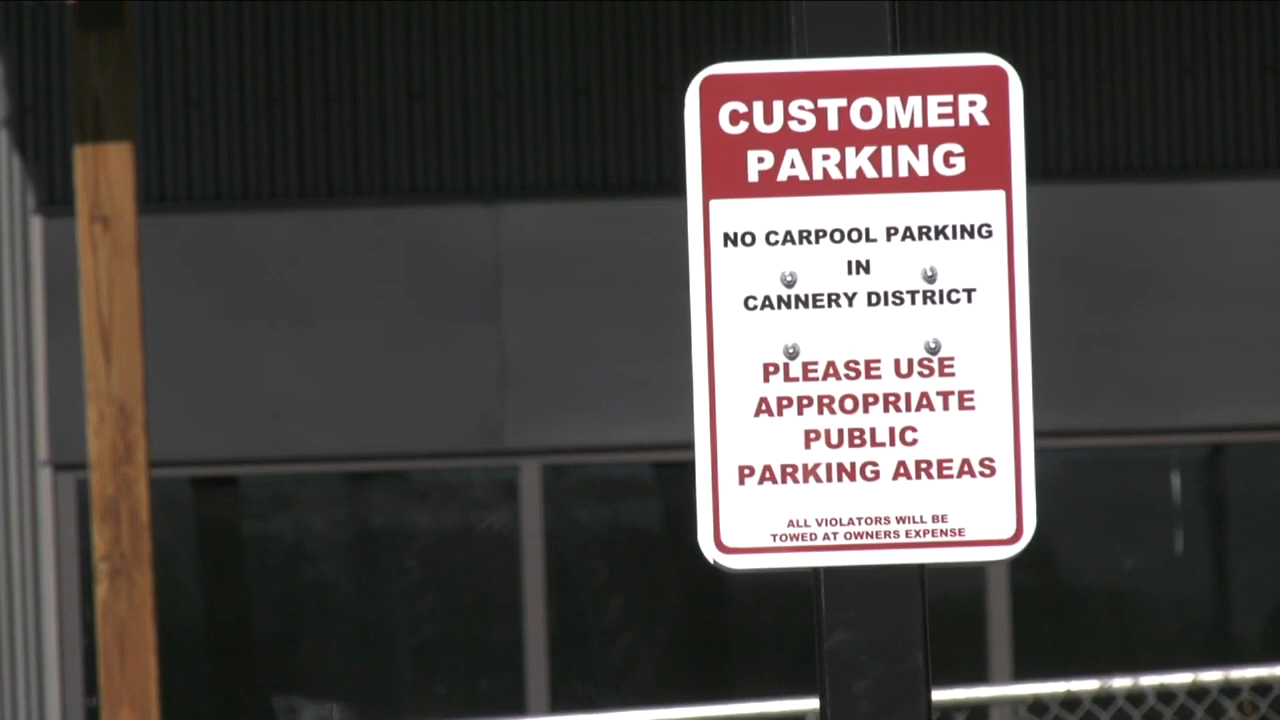 CUSTOMER
PARKING
NO CARPOOL PARKING
IN
CANNERY DISTRICT
PLEASE USE
APPROPRIATE
PUBLIC
PARKING AREAS
ALL VIOLATORS WILL BE
TOWED AT OWNERS EXPENSE